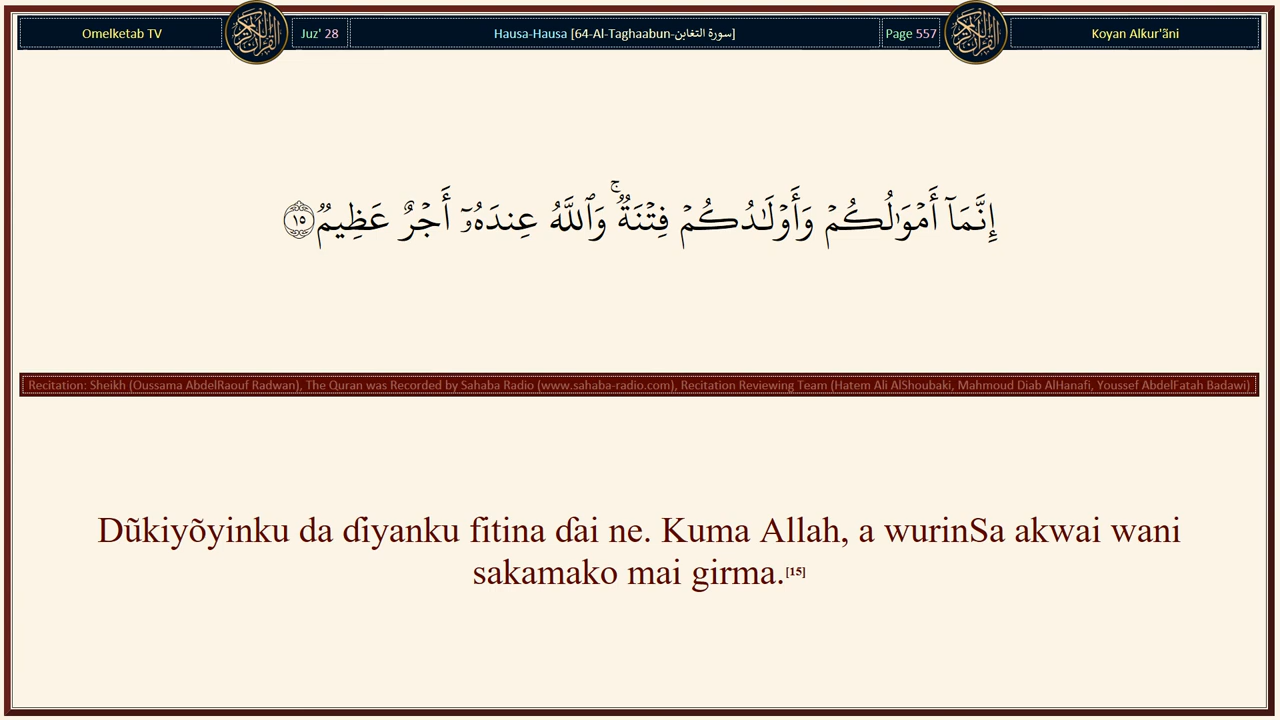 Omelketab TV
Juz' 28
Hausa-Hausa [64-Al-Taghaabun-سورة التغابن]
Page 557
Koyan Alƙur'ãni
إِنَّمَآ أَمْوَٰلُكُمْ وَأَوْلَـٰدُكُمْ فِتْنَةٌۭ ۚ وَٱللَّهُ عِندَهُۥٓ أَجْرٌ عَظِيمٌۭ ١٥
Recitation: Sheikh (Oussama AbdelRaouf Radwan), The Quran was Recorded by Sahaba Radio (www.sahaba-radio.com), Recitation Reviewing Team (Hatem Ali AlShoubaki, Mahmoud Diab AlHanafi, Youssef AbdelFatah Badawi)
Dũkiyõyinku da ɗiyanku fitina ɗai ne. Kuma Allah, a wurinSa akwai wani
sakamako mai girma.[15]